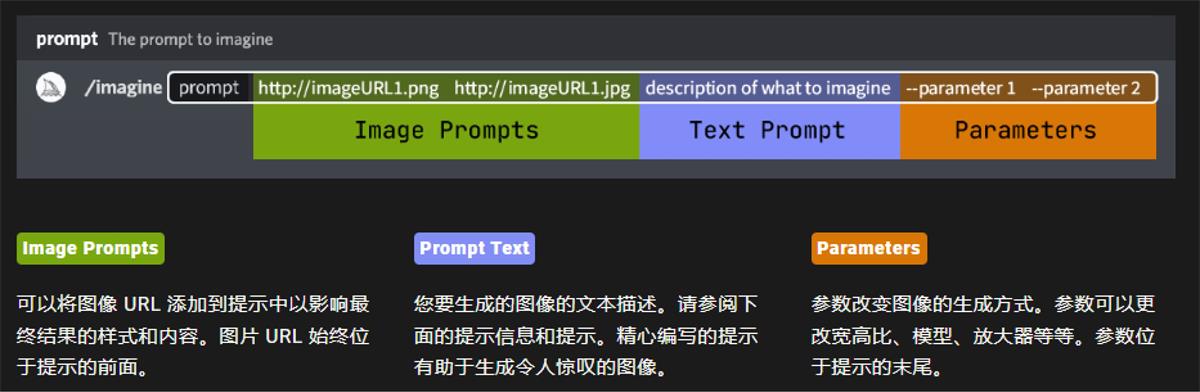 prompt The prompt to imagine
/imagine prompt http://imageURL1.png http://imageURL1.jpg description of what to imagine --parameter 1 --parameter 2
Image Prompts Text Prompt Parameters
Image Prompts
可以将图像 URL 添加到提示中以影响最
终结果的样式和内容。图片 URL 始终位
于提示的前面。
Prompt Text
您要生成的图像的文本描述。请参阅下
面的提示信息和提示。精心编写的提示
有助于生成令人惊叹的图像。
Parameters
参数改变图像的生成方式。参数可以更
改宽高比、模型、放大器等等。参数位
于提示的末尾。